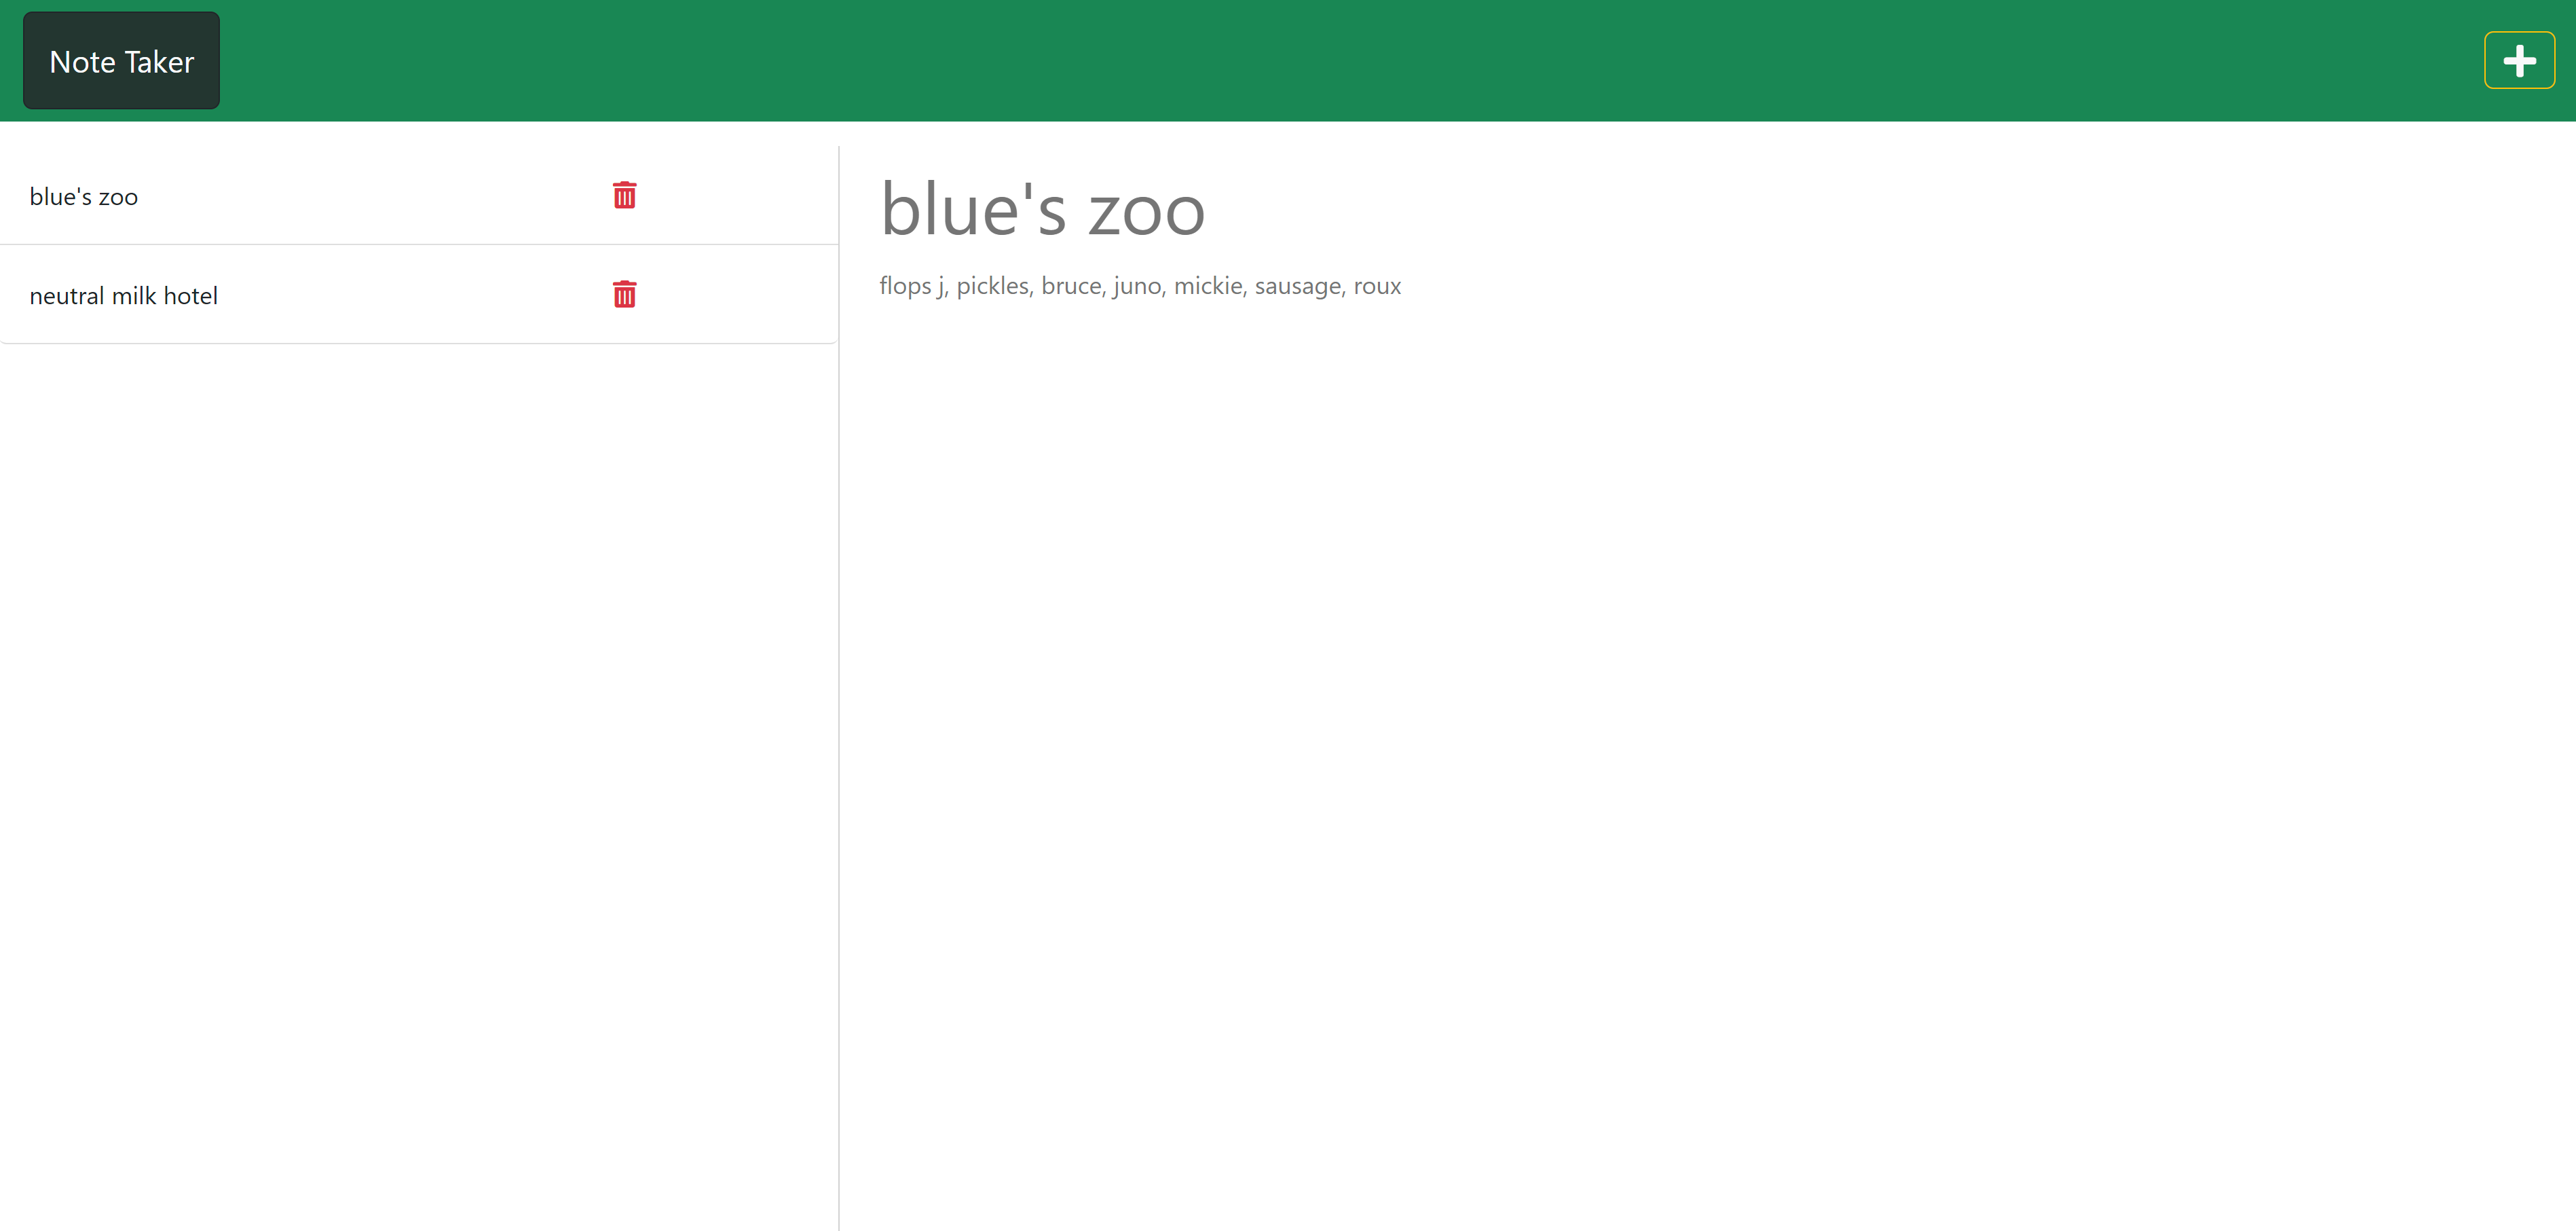 Note Taker
blue's zoo
neutral milk hotel
blue's zoo
flops j, pickles, bruce, juno, mickie, sausage, roux